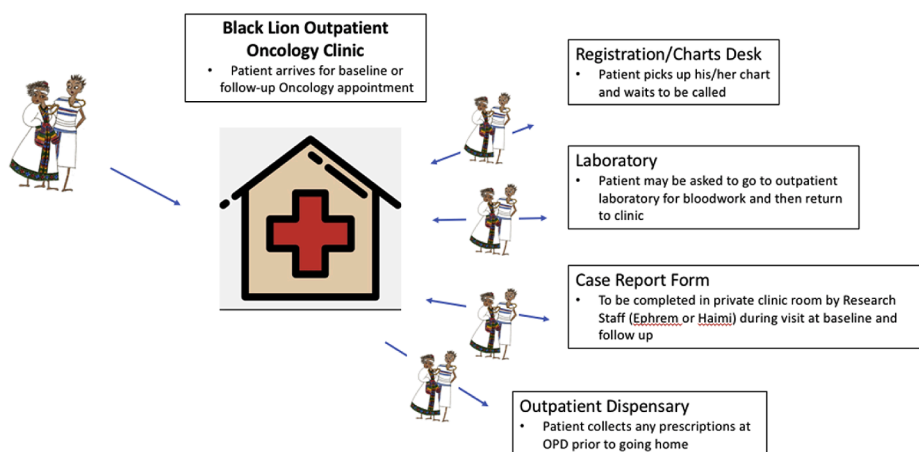 Black Lion Outpatient
Oncology Clinic
• Patient arrives for baseline or
follow-up Oncology appointment
Registration/Charts Desk
• Patient picks up his/her chart
and waits to be called
Laboratory
• Patient may be asked to go to outpatient
laboratory for bloodwork and then return
to clinic
Case Report Form
• To be completed in private clinic room by Research
Staff (Ephrem or Haimi) during visit at baseline and
follow up
Outpatient Dispensary
• Patient collects any prescriptions at
OPD prior to going home